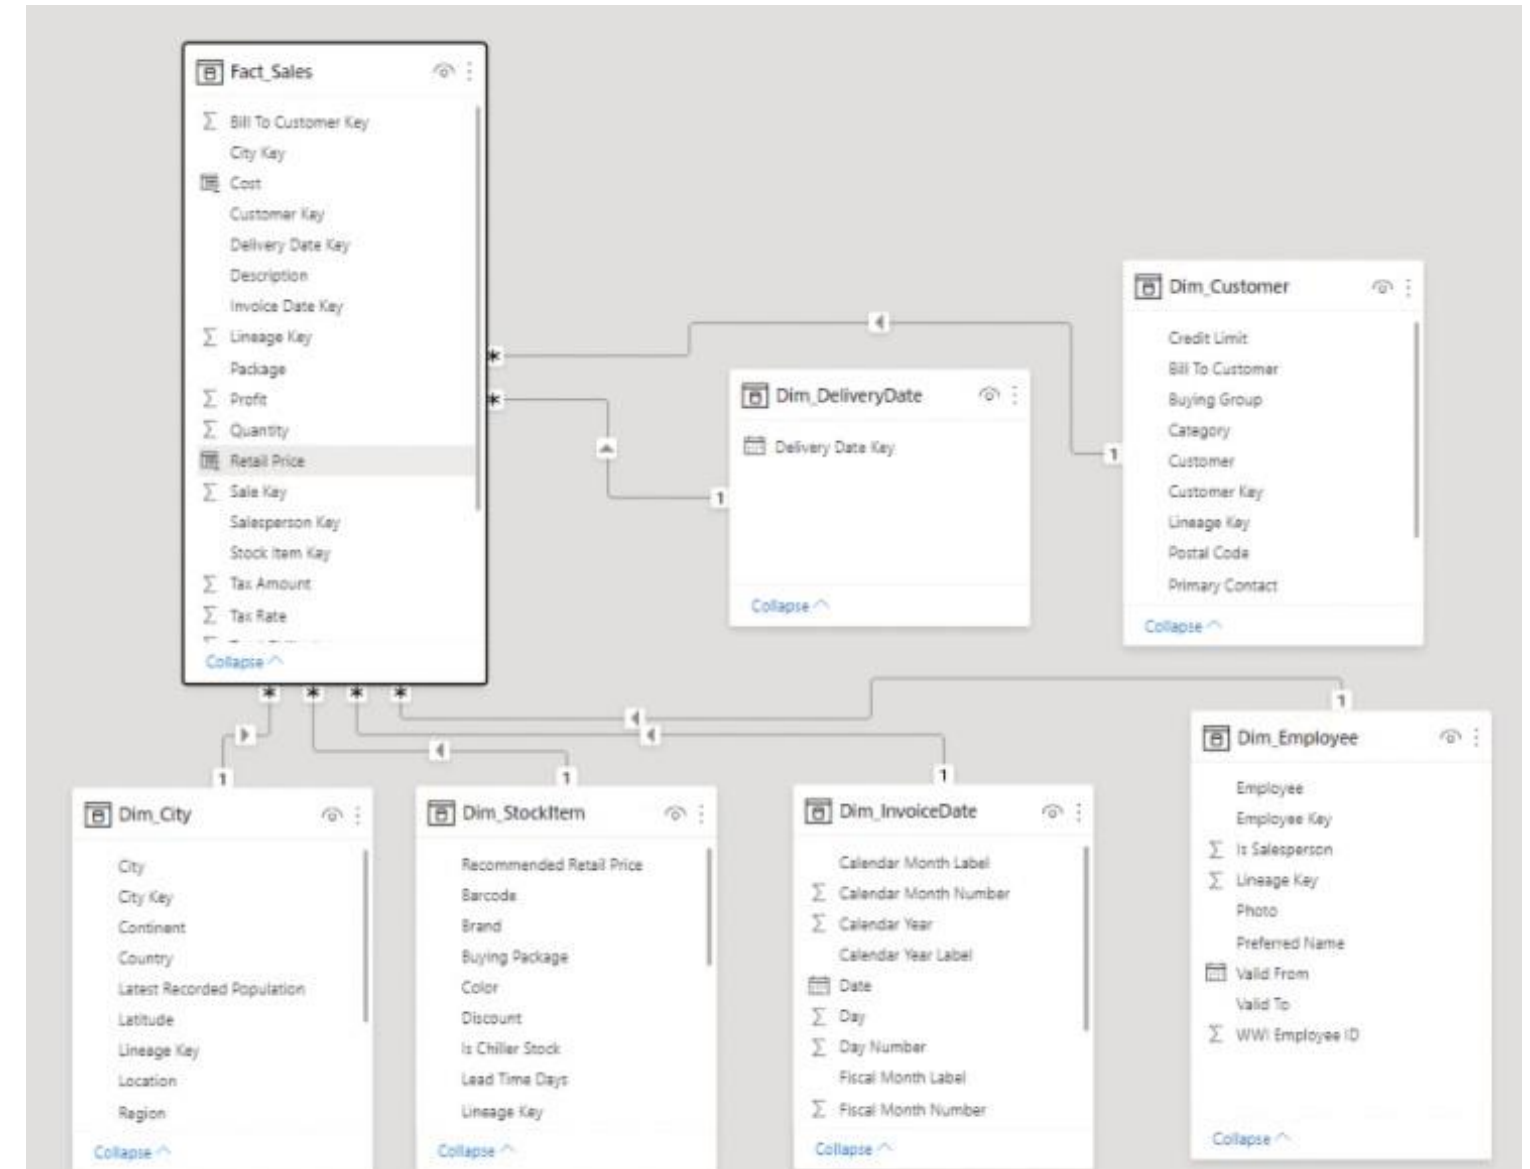 Fact_Sales
Bill To Customer Key
City Key
Cost
Customer Key
Delivery Date Key
Description
Invoice Date Key
Lineage Key
Package
Profit
Quantity
Retail Price
Sale Key
Salesperson Key
Stock Item Key
Tax Amount
Tax Rate
Collapse
*
*
*
*
*
*
Dim_DeliveryDate
Delivery Date Key
Collapse
1
Dim_Customer
Credit Limit
Bill To Customer
Buying Group
Category
Customer
Customer Key
Lineage Key
Postal Code
Primary Contact
Collapse
1
1
Dim_City
City
City Key
Continent
Country
Latest Recorded Population
Latitude
Lineage Key
Location
Region
Collapse
1
Dim_StockItem
Recommended Retail Price
Barcode
Brand
Buying Package
Color
Discount
Is Chiller Stock
Lead Time Days
Lineage Key
Collapse
1
Dim_InvoiceDate
Calendar Month Label
Calendar Month Number
Calendar Year
Calendar Year Label
Date
Day
Day Number
Fiscal Month Label
Fiscal Month Number
Collapse
1
Dim_Employee
Employee
Employee Key
Is Salesperson
Lineage Key
Photo
Preferred Name
Valid From
Valid To
WWI Employee ID
Collapse